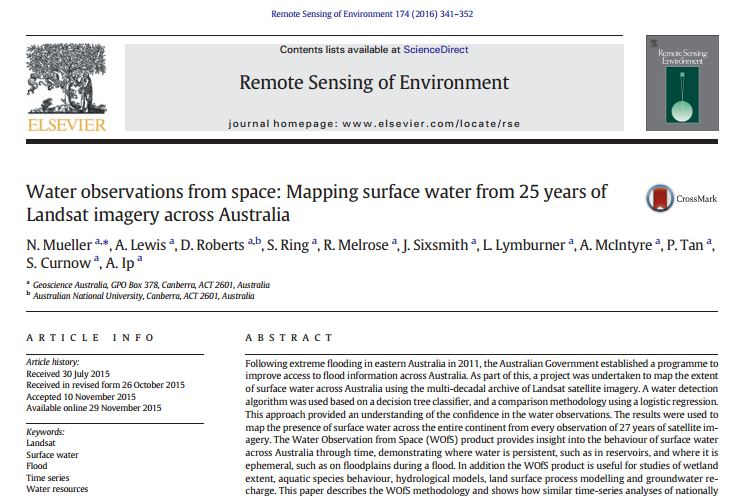 Remote Sensing of Environment 174 (2016) 341–352
Contents lists available at ScienceDirect
Remote Sensing of Environment
journal homepage: www.elsevier.com/locate/rse
ELSEVIER
Remote Sensing
Environment
Water observations from space: Mapping surface water from 25 years of
Landsat imagery across Australia
CrossMark
N. Mueller a,*, A. Lewis a, D. Roberts a,b, S. Ring a, R. Melrose a, J. Sixsmith a, L. Lymburner a, A. McIntyre a, P. Tan a,
S. Curnow a, A. Ip a
a Geoscience Australia, GPO Box 378, Canberra, ACT 2601, Australia
b Australian National University, Canberra, ACT 2601, Australia
ARTICLE INFO
Article history:
Received 30 July 2015
Received in revised form 26 October 2015
Accepted 10 November 2015
Available online 29 November 2015
Keywords:
Landsat
Surface water
Flood
Time series
Water resources
ABSTRACT
Following extreme flooding in eastern Australia in 2011, the Australian Government established a programme to
improve access to flood information across Australia. As part of this, a project was undertaken to map the extent
of surface water across Australia using the multi-decadal archive of Landsat satellite imagery. A water detection
algorithm was used based on a decision tree classifier, and a comparison methodology using a logistic regression.
This approach provided an understanding of the confidence in the water observations. The results were used to
map the presence of surface water across the entire continent from every observation of 27 years of satellite im-
agery. The Water Observation from Space (WOfS) product provides insight into the behaviour of surface water
across Australia through time, demonstrating where water is persistent, such as in reservoirs, and where it is
ephemeral, such as on floodplains during a flood. In addition the WOfS product is useful for studies of wetland
extent, aquatic species behaviour, hydrological models, land surface process modelling and groundwater re-
charge. This paper describes the WOfS methodology and shows how similar time-series analyses of nationally